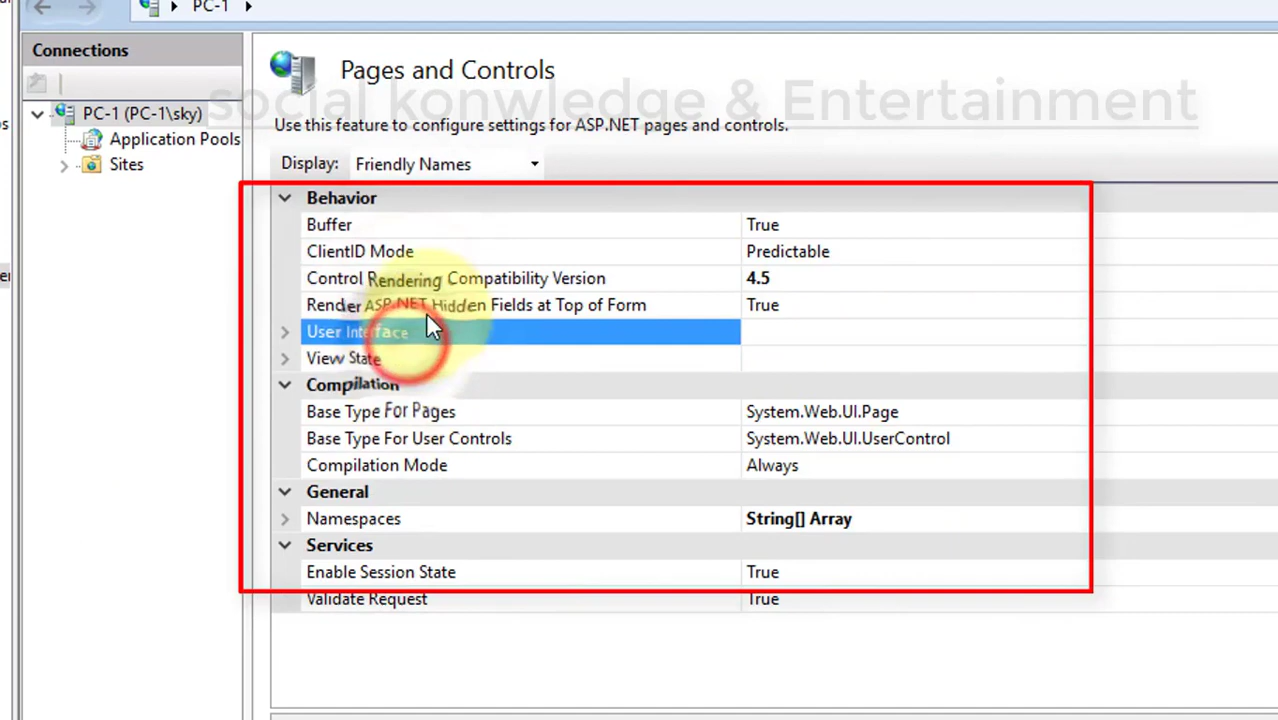 PC-1
Connections
Pages and Controls
social konwledge & Entertainment
PC-1 (PC-1\sky)
Use this feature to configure settings for ASP.NET pages and controls.
Application Pools
Sites
Display: Friendly Names
Behavior
Buffer True
ClientID Mode Predictable
Control Rendering Compatibility Version 4.5
Render ASP.NET Hidden Fields at Top of Form True
User Interface
View State
Compilation
Base Type For Pages System.Web.UI.Page
Base Type For User Controls System.Web.UI.UserControl
Compilation Mode Always
General
Namespaces String[] Array
Services
Enable Session State True
Validate Request True